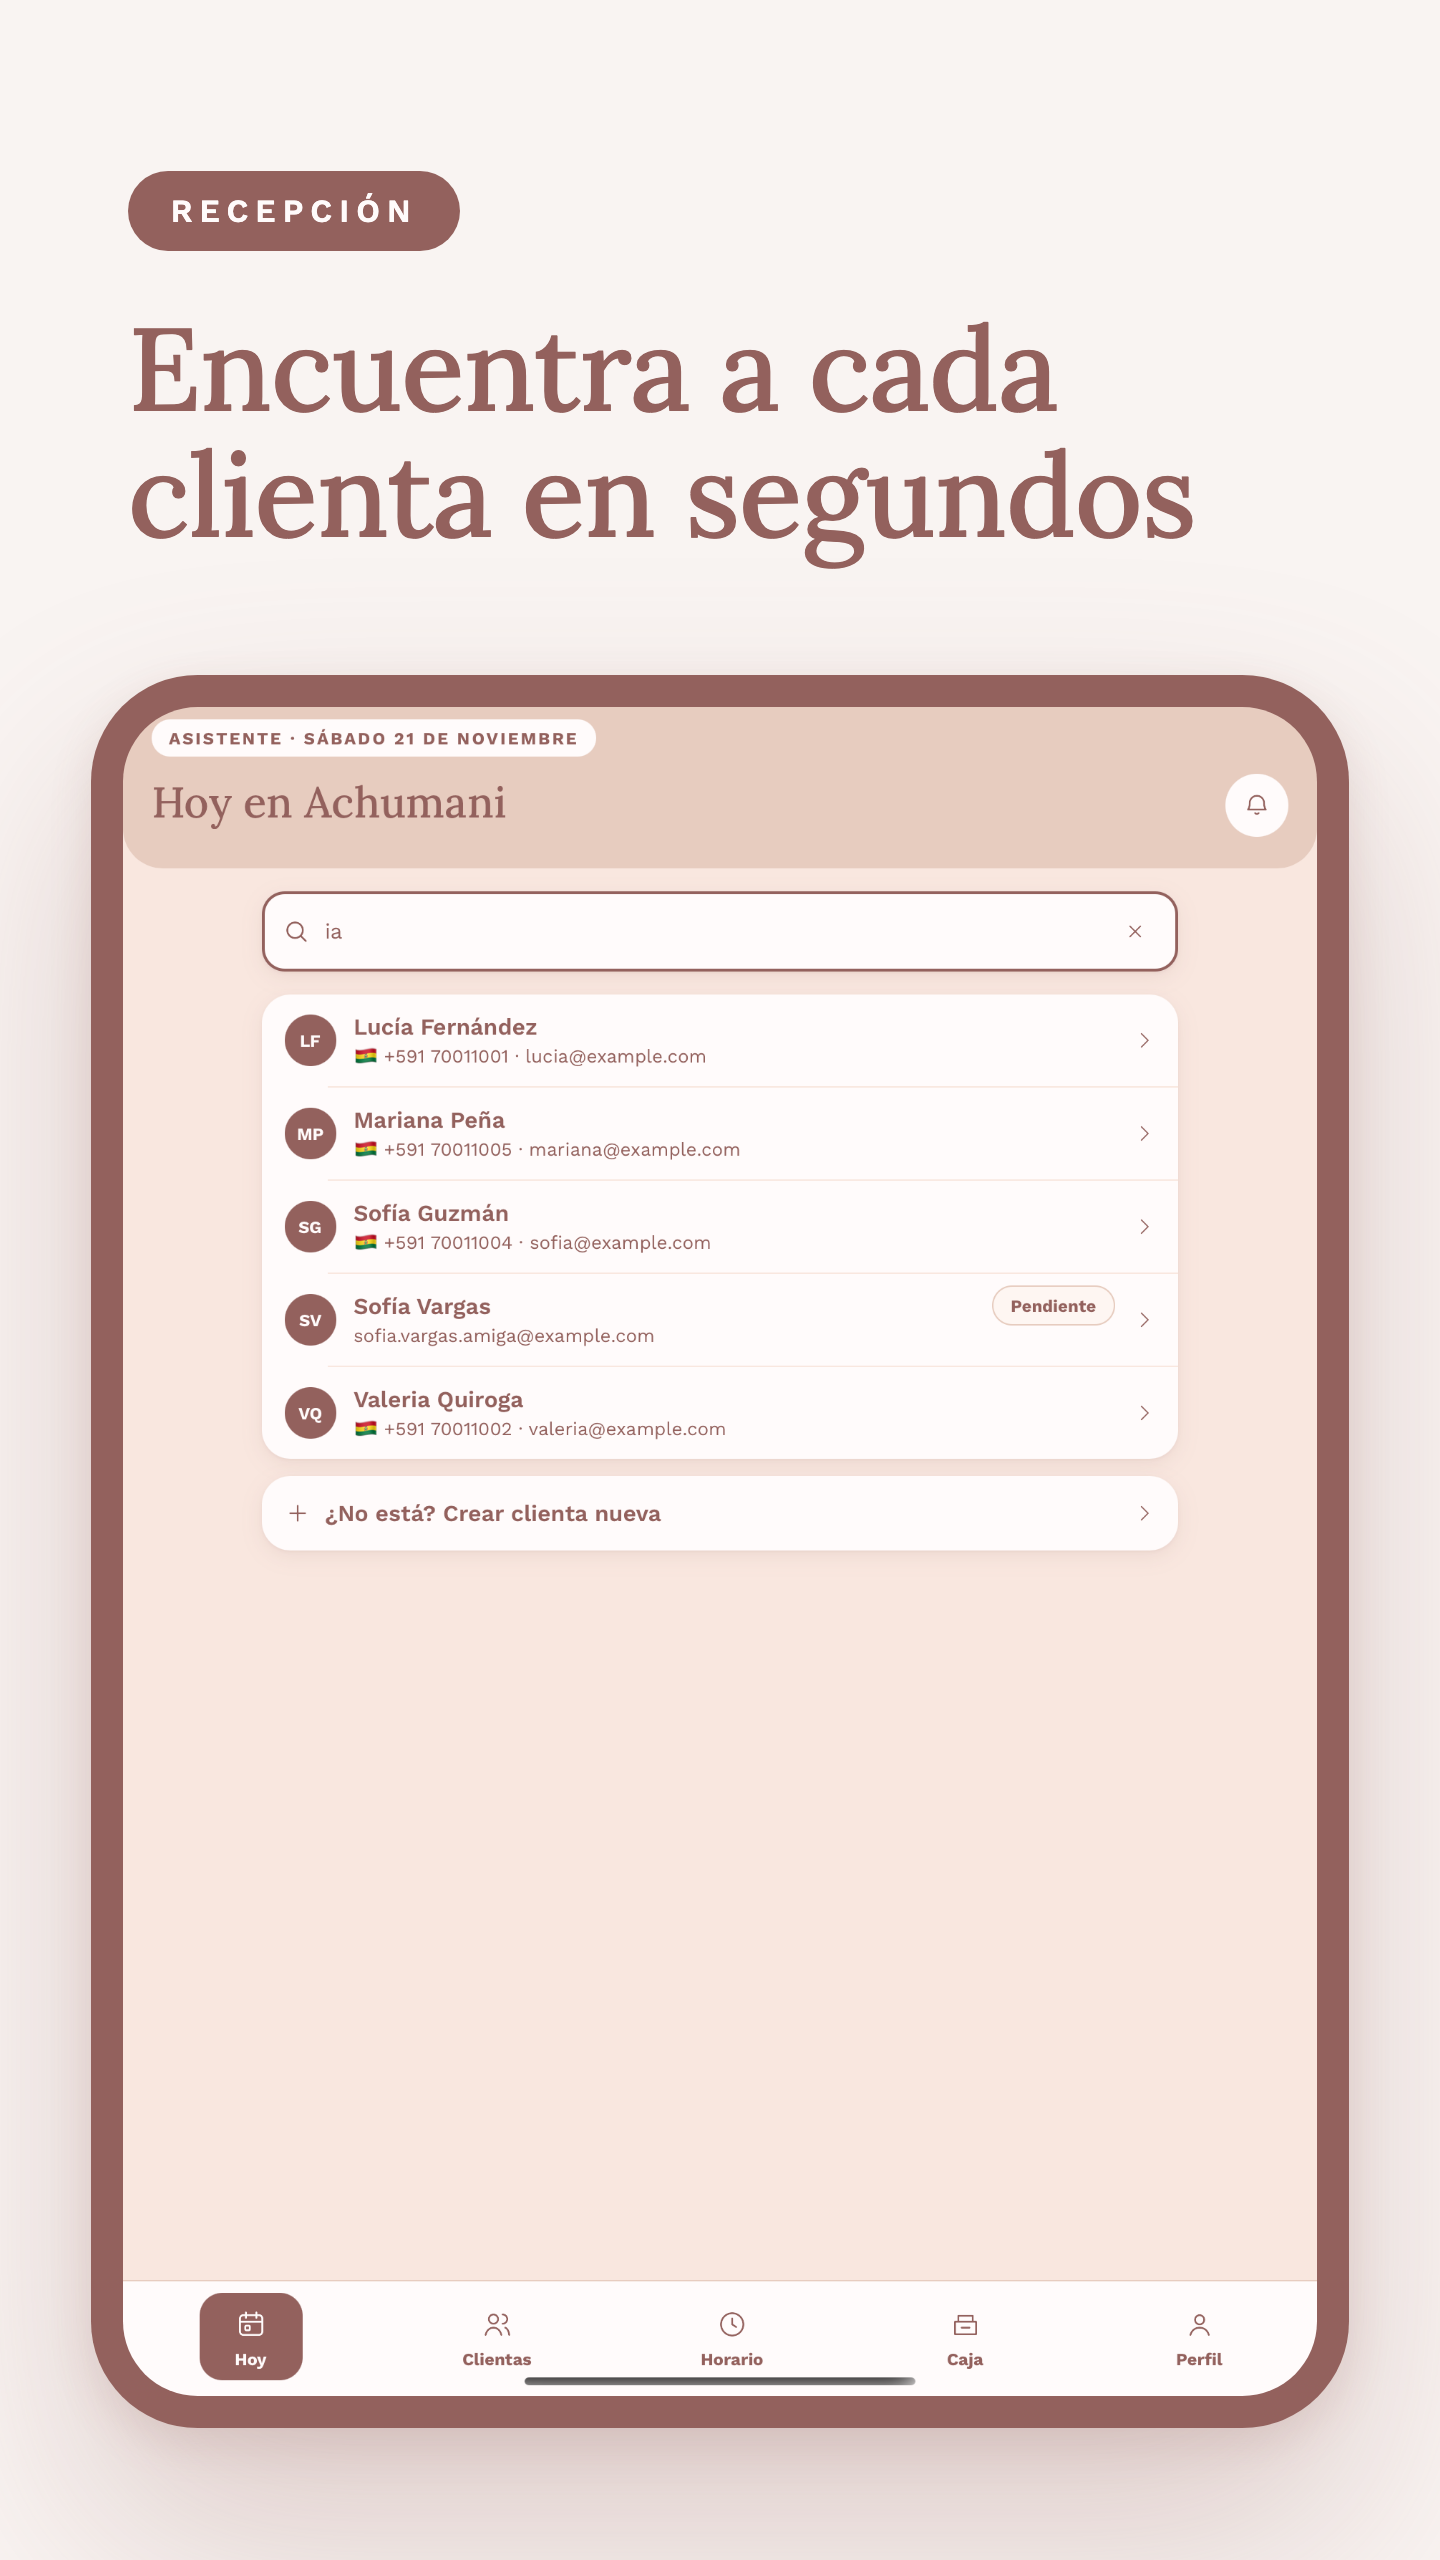 RECEPCIÓN
Encuentra a cada
clienta en segundos
ASISTENTE · SÁBADO 21 DE NOVIEMBRE
Hoy en Achumani
ia
LF
Lucía Fernández
🇧🇴 +591 70011001 · lucia@example.com
MP
Mariana Peña
🇧🇴 +591 70011005 · mariana@example.com
SG
Sofía Guzmán
🇧🇴 +591 70011004 · sofia@example.com
SV
Sofía Vargas
Pendiente
sofia.vargas.amiga@example.com
VQ
Valeria Quiroga
🇧🇴 +591 70011002 · valeria@example.com
¿No está? Crear clienta nueva
Hoy
Clientas
Horario
Caja
Perfil